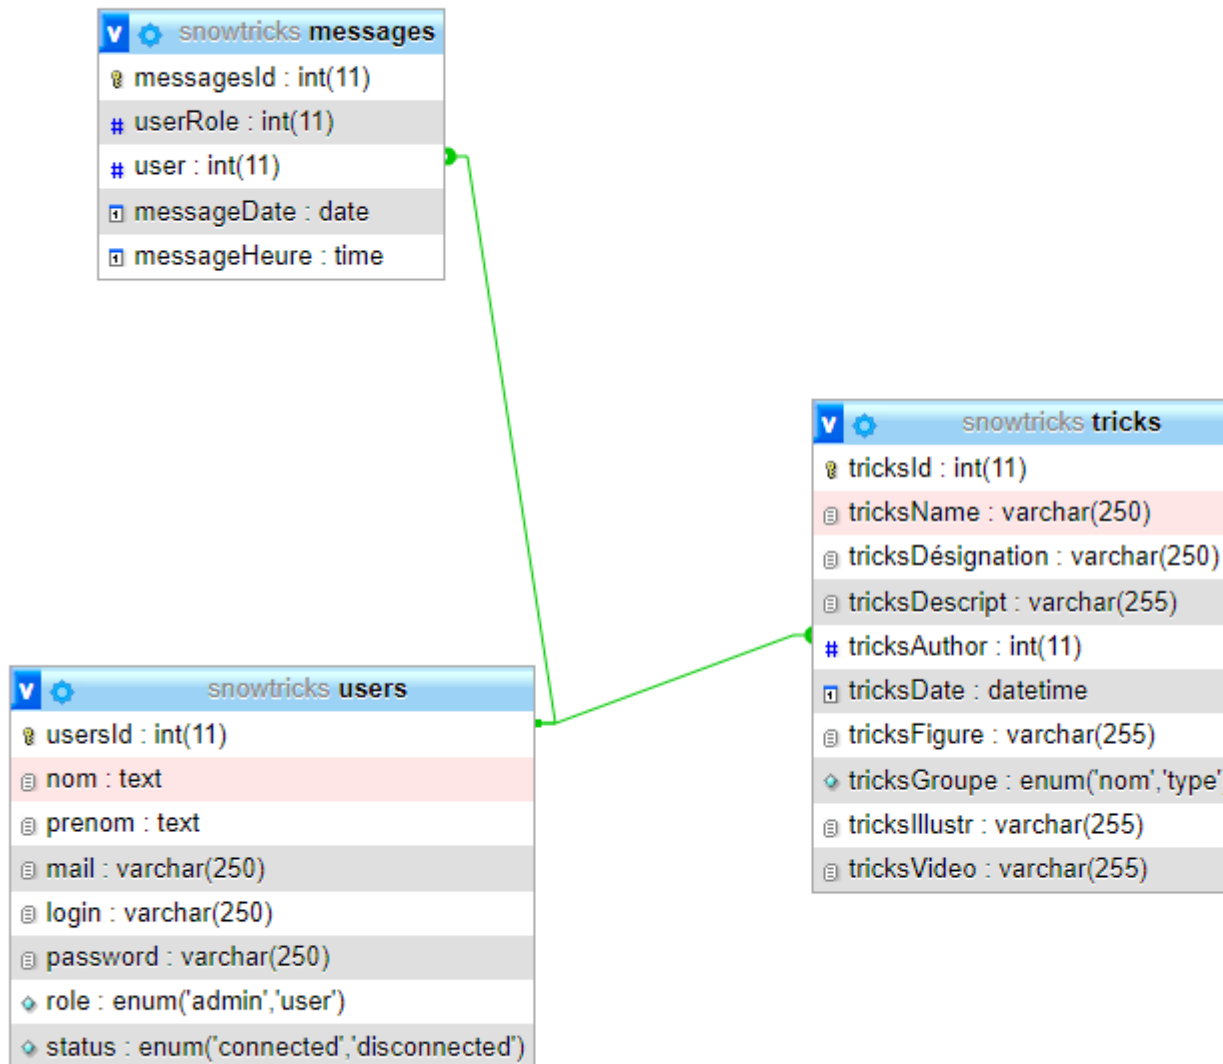 snowtricks messages
messagesId : int(11)
userRole : int(11)
user : int(11)
messageDate : date
messageHeure : time
snowtricks tricks
tricksId : int(11)
tricksName : varchar(250)
tricksDésignation : varchar(250)
tricksDescript : varchar(255)
tricksAuthor : int(11)
tricksDate : datetime
tricksFigure : varchar(255)
tricksGroupe : enum('nom','type'
tricksIllustr : varchar(255)
tricksVideo : varchar(255)
snowtricks users
usersId : int(11)
nom : text
prenom : text
mail : varchar(250)
login : varchar(250)
password : varchar(250)
role : enum('admin','user')
status : enum('connected','disconnected')